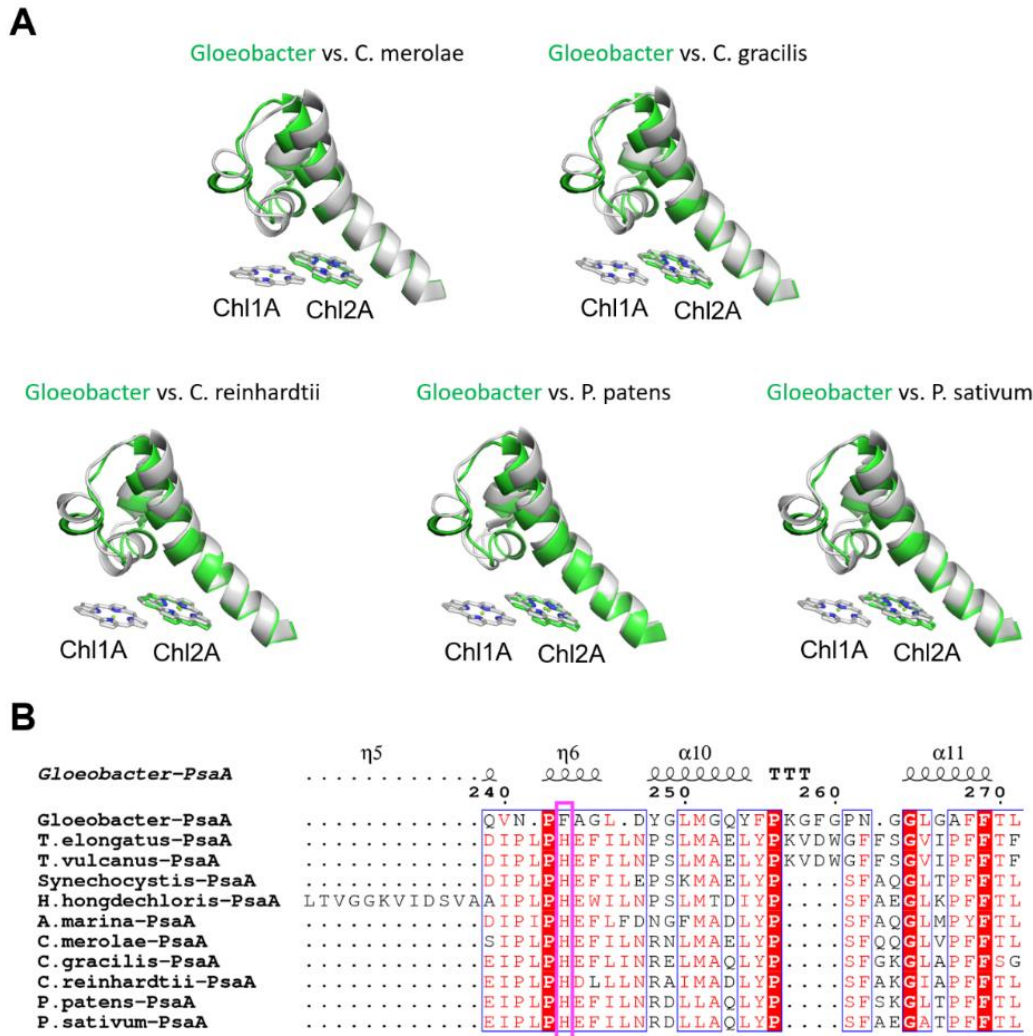 A
Gloeobacter vs. C. merolae
Gloeobacter vs. C. gracilis
Chl1A Chl2A
Chl1A Chl2A
Gloeobacter vs. C. reinhardtii
Gloeobacter vs. P. patens
Gloeobacter vs. P. sativum
Chl1A Chl2A
Chl1A Chl2A
Chl1A Chl2A
B
η5 η6 α10 α11
Gloeobacter-PsaA ............ TTT
240 250 260 270
Gloeobacter-PsaA ............QVN.PFAGL.DYGLMGQYFPKGFGPN.GGLGAFFTL
T.elongatus-PsaA ............DIPLPHEFILNPSLMAELYPKVDWGFFSGVIPFFTF
T.vulcanus-PsaA ............DIPLPHEFILNPSLMAELYPKVDWGFFSGVIPFFTF
Synechocystis-PsaA ............DIPLPHEFILEPSKMAELYP....SFAQGLTPFFTL
H.hongdechloris-PsaA LTVGGKVIDSVAAIPLPHEWILNPSLMTDIYP....SFAEGLKPFFTL
A.marina-PsaA ............DIPIPHEFLFDNGFMADLYP....SFAQGLMPYFTL
C.merolae-PsaA ............SIPLPHEFILNRNLMAELYP....SFQQGLVPFFTL
C.gracilis-PsaA ............EIPLPHEFILNRELMAQLYP....SFGKGLAPFFSG
C.reinhardtii-PsaA ............EIPLPHDLLLNRAIMADLYP....SFAKGIAPFFTL
P.patens-PsaA ............EIPLPHEFILNRDLLAQLYP....SFSKGLTPFFTL
P.sativum-PsaA ............EIPLPHEFILNRDLLAQLYP....SFAEGATPFFTL